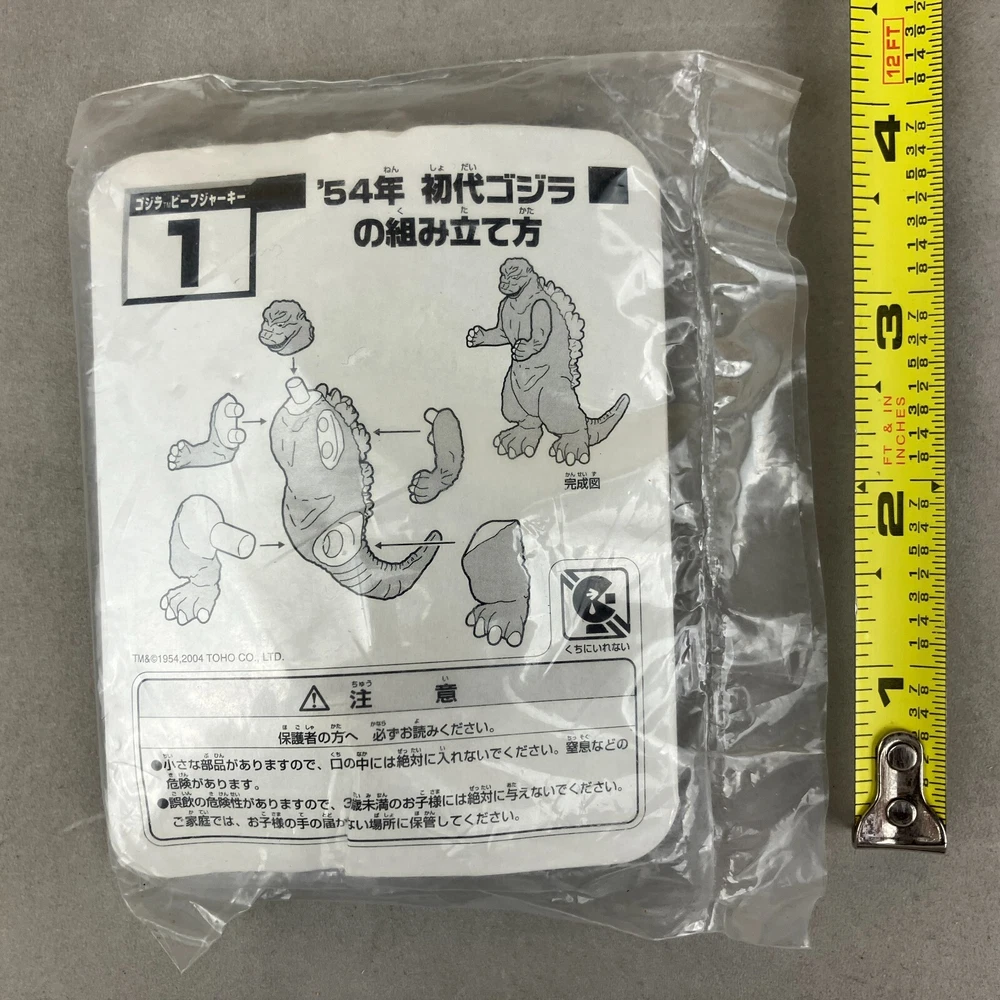 ゴジラ™ビーフジャーキー
1
'54年 初代ゴジラ
の組み立て方
完成図
くちにいれない
TM&©1954,2004 TOHO CO., LTD.
注意
保護者の方へ 必ずお読みください。
●小さな部品がありますので、口の中には絶対に入れないでください。窒息などの
危険があります。
●誤飲の危険性がありますので、3歳未満のお子様には絶対に与えないでください。
ご家庭では、お子様の手の届かない場所に保管してください。
12FT
4
3
FT & IN
INCHES
2
1